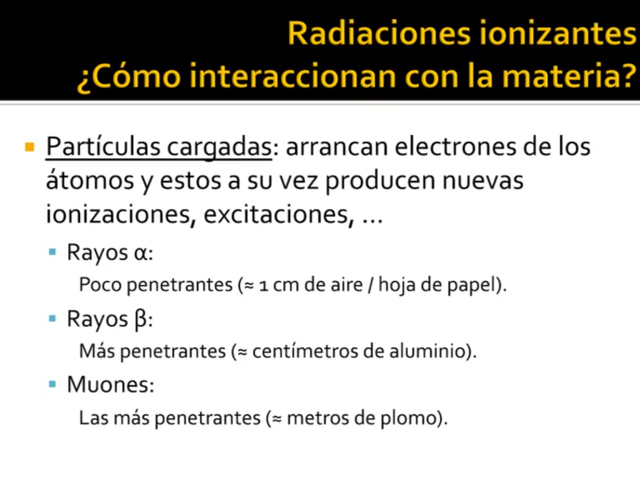 Radiaciones ionizantes
¿Cómo interaccionan con la materia?
Partículas cargadas: arrancan electrones de los
átomos y estos a su vez producen nuevas
ionizaciones, excitaciones, ...
Rayos α:
Poco penetrantes (≈ 1 cm de aire / hoja de papel).
Rayos β:
Más penetrantes (≈ centímetros de aluminio).
Muones:
Las más penetrantes (≈ metros de plomo).